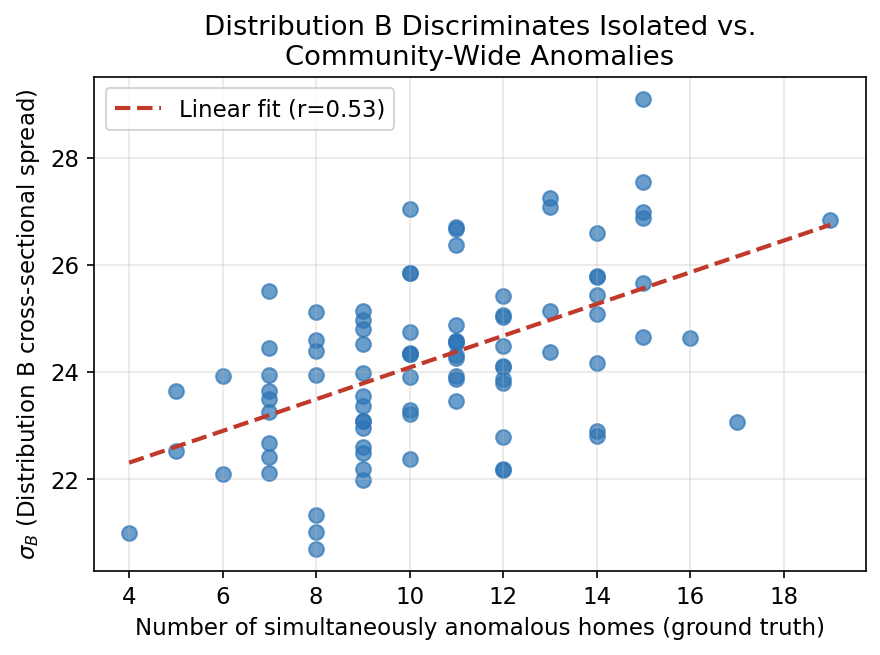 Distribution B Discriminates Isolated vs.
Community-Wide Anomalies
Linear fit (r=0.53)
σ_B (Distribution B cross-sectional spread)
28
26
24
22
4 6 8 10 12 14 16 18
Number of simultaneously anomalous homes (ground truth)